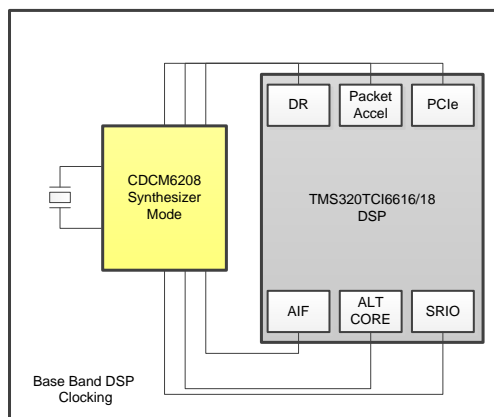 DR
Packet
Accel
PCIe
CDCM6208
Synthesizer
Mode
TMS320TCI6616/18
DSP
AIF
ALT
CORE
SRIO
Base Band DSP
Clocking